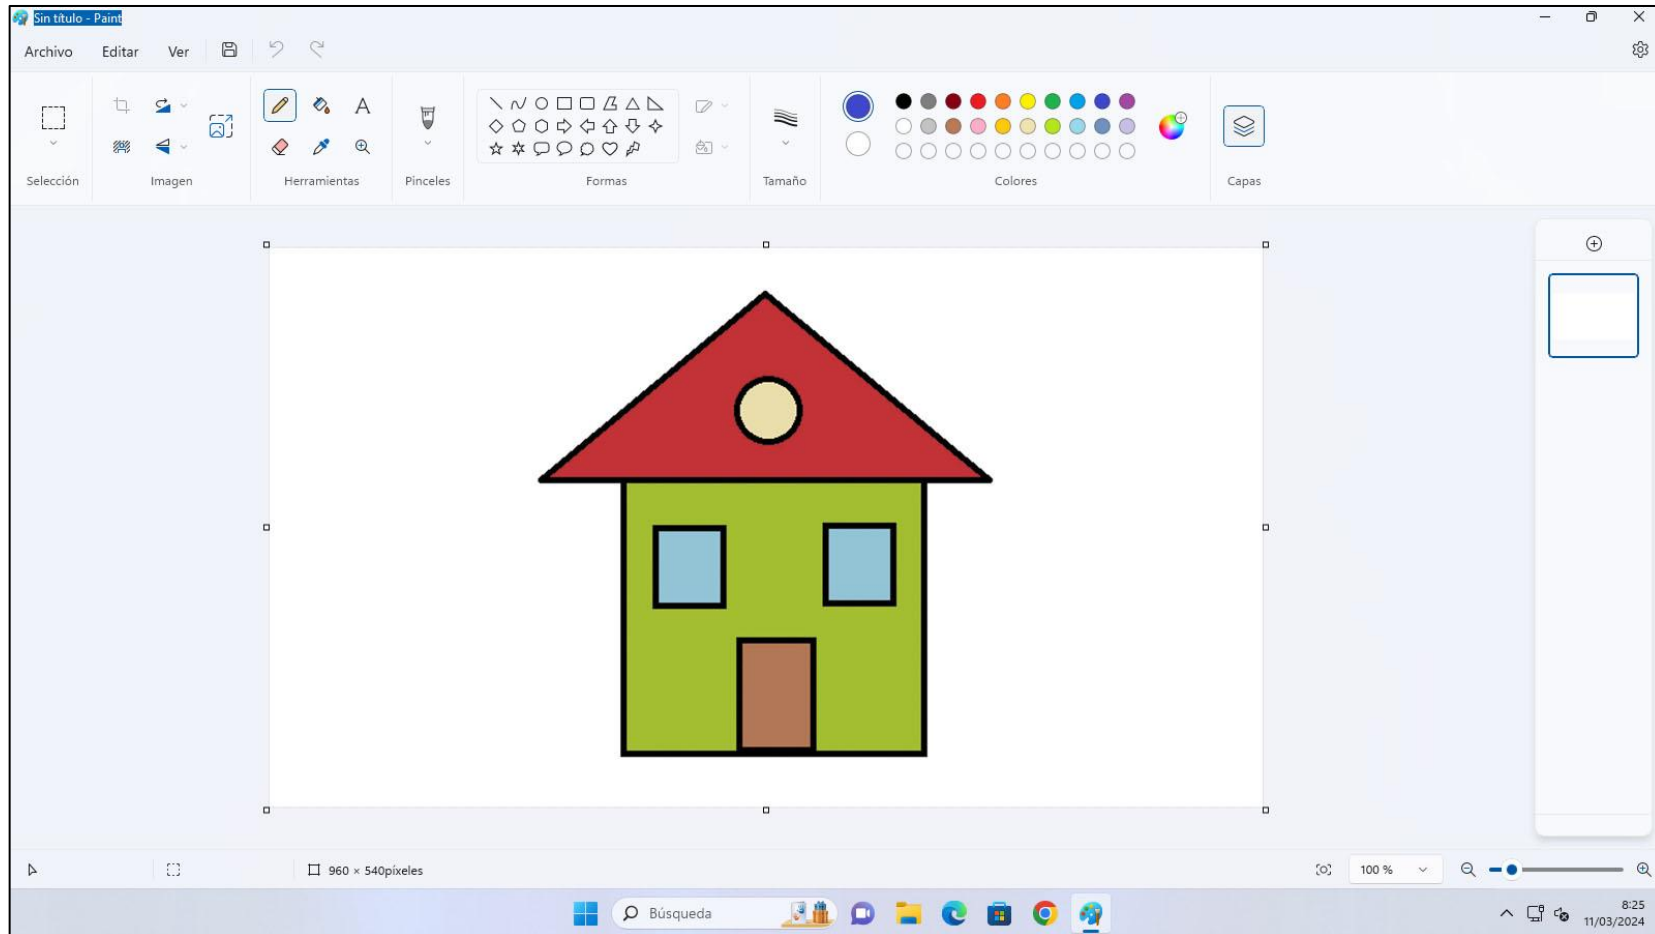 Sin título - Paint
Archivo Editar Ver
A
Selección Imagen Herramientas Pinceles Formas Tamaño Colores Capas
960 × 540píxeles 100 %
Búsqueda
8:25
11/03/2024